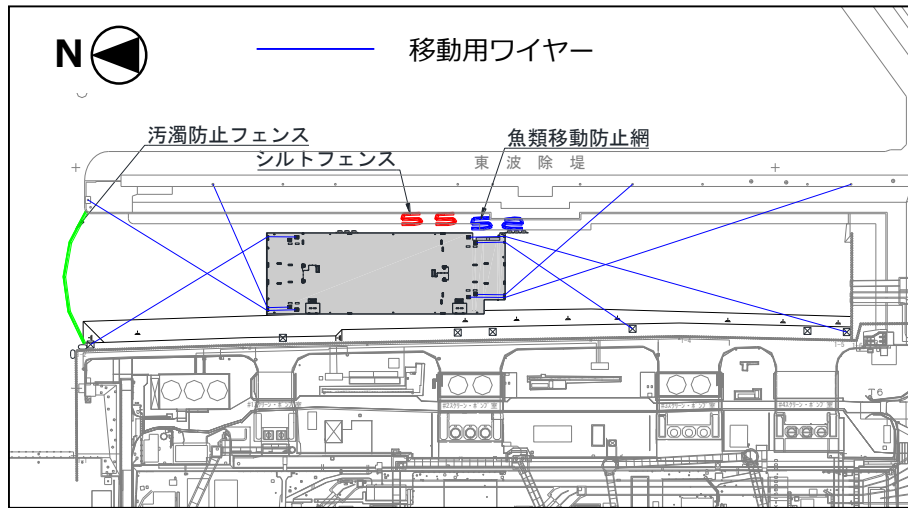 N
移動用ワイヤー
汚濁防止フェンス
シルトフェンス
魚類移動防止網
東波除堤